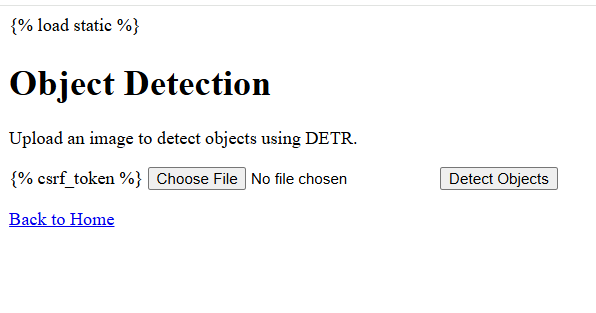 {% load static %}
Object Detection
Upload an image to detect objects using DETR.
{% csrf_token %} Choose File No file chosen Detect Objects
Back to Home